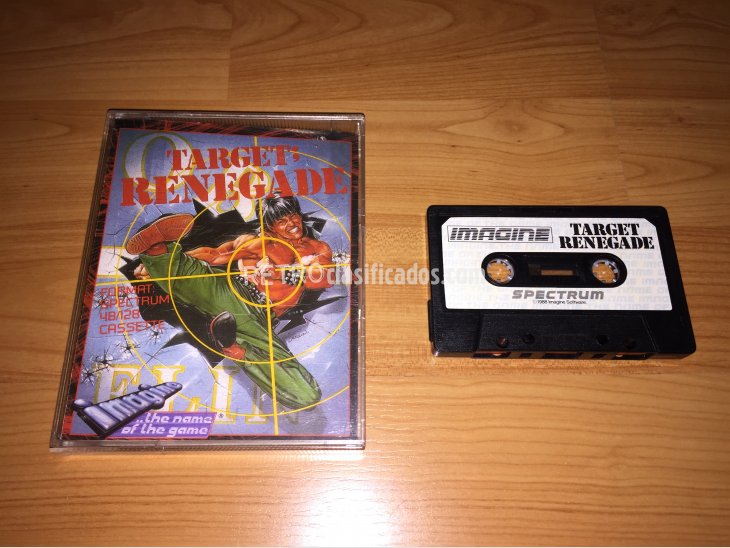 TARGET;
RENEGADE
FORMAT:
SPECTRUM
48/128
CASSETTE
Imagine
...the name
of the game
RETROclasificados.com
IMAGINE
TARGET
RENEGADE
SPECTRUM
©1988 Imagine Software.